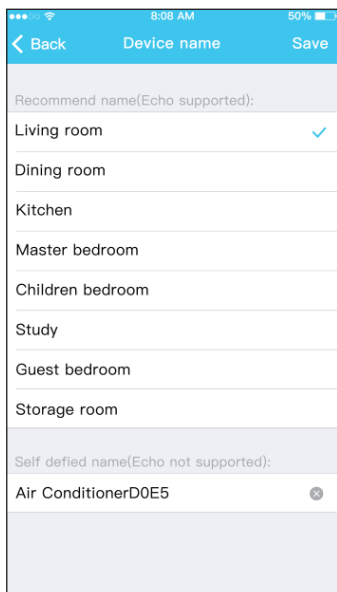 8:08 AM 50%
Back Device name Save
Recommend name(Echo supported):
Living room
Dining room
Kitchen
Master bedroom
Children bedroom
Study
Guest bedroom
Storage room
Self defied name(Echo not supported):
Air ConditionerD0E5